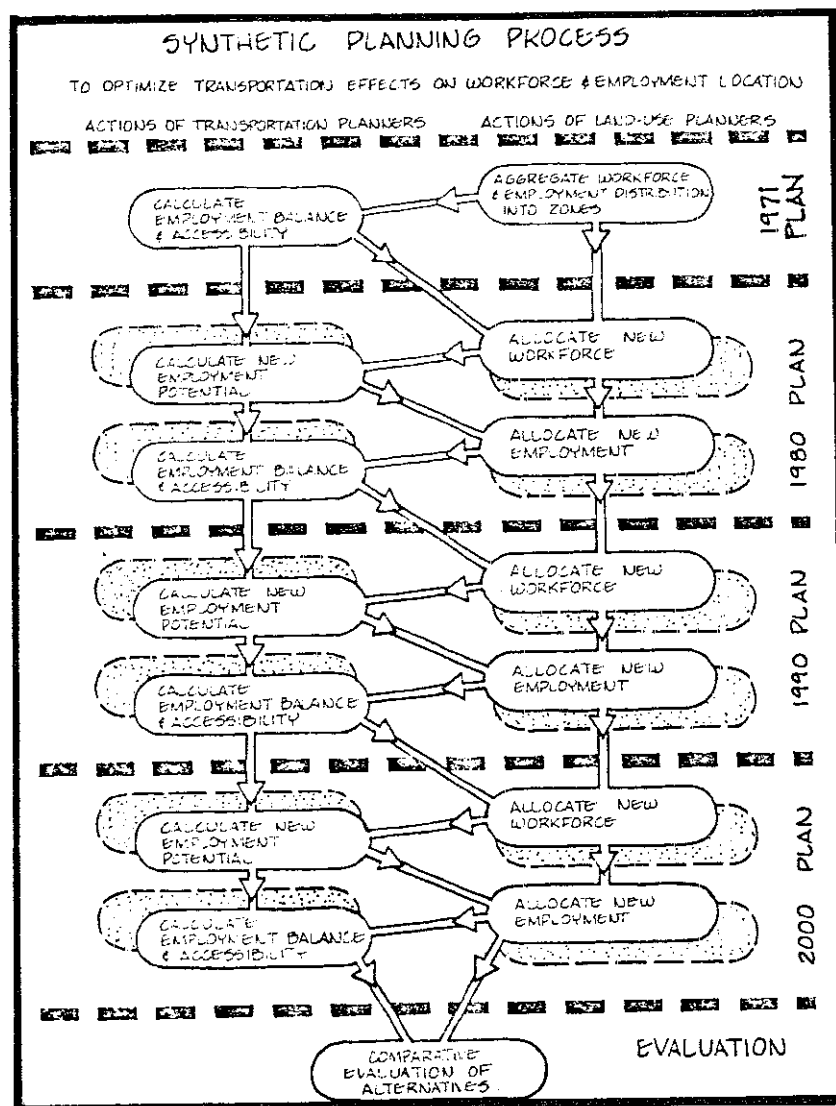 SYNTHETIC PLANNING PROCESS
TO OPTIMIZE TRANSPORTATION EFFECTS ON WORKFORCE & EMPLOYMENT LOCATION
ACTIONS OF TRANSPORTATION PLANNERS
ACTIONS OF LAND-USE PLANNERS
CALCULATE
EMPLOYMENT BALANCE
& ACCESSIBILITY
AGGREGATE WORKFORCE
& EMPLOYMENT DISTRIBUTION
INTO ZONES
1971
PLAN
CALCULATE NEW
EMPLOYMENT
POTENTIAL
ALLOCATE NEW
WORKFORCE
CALCULATE
EMPLOYMENT BALANCE
& ACCESSIBILITY
ALLOCATE NEW
EMPLOYMENT
1980 PLAN
CALCULATE NEW
EMPLOYMENT
POTENTIAL
ALLOCATE NEW
WORKFORCE
CALCULATE
EMPLOYMENT BALANCE
& ACCESSIBILITY
ALLOCATE NEW
EMPLOYMENT
1990 PLAN
CALCULATE NEW
EMPLOYMENT
POTENTIAL
ALLOCATE NEW
WORKFORCE
CALCULATE
EMPLOYMENT BALANCE
& ACCESSIBILITY
ALLOCATE NEW
EMPLOYMENT
2000 PLAN
COMPARATIVE
EVALUATION OF
ALTERNATIVES
EVALUATION